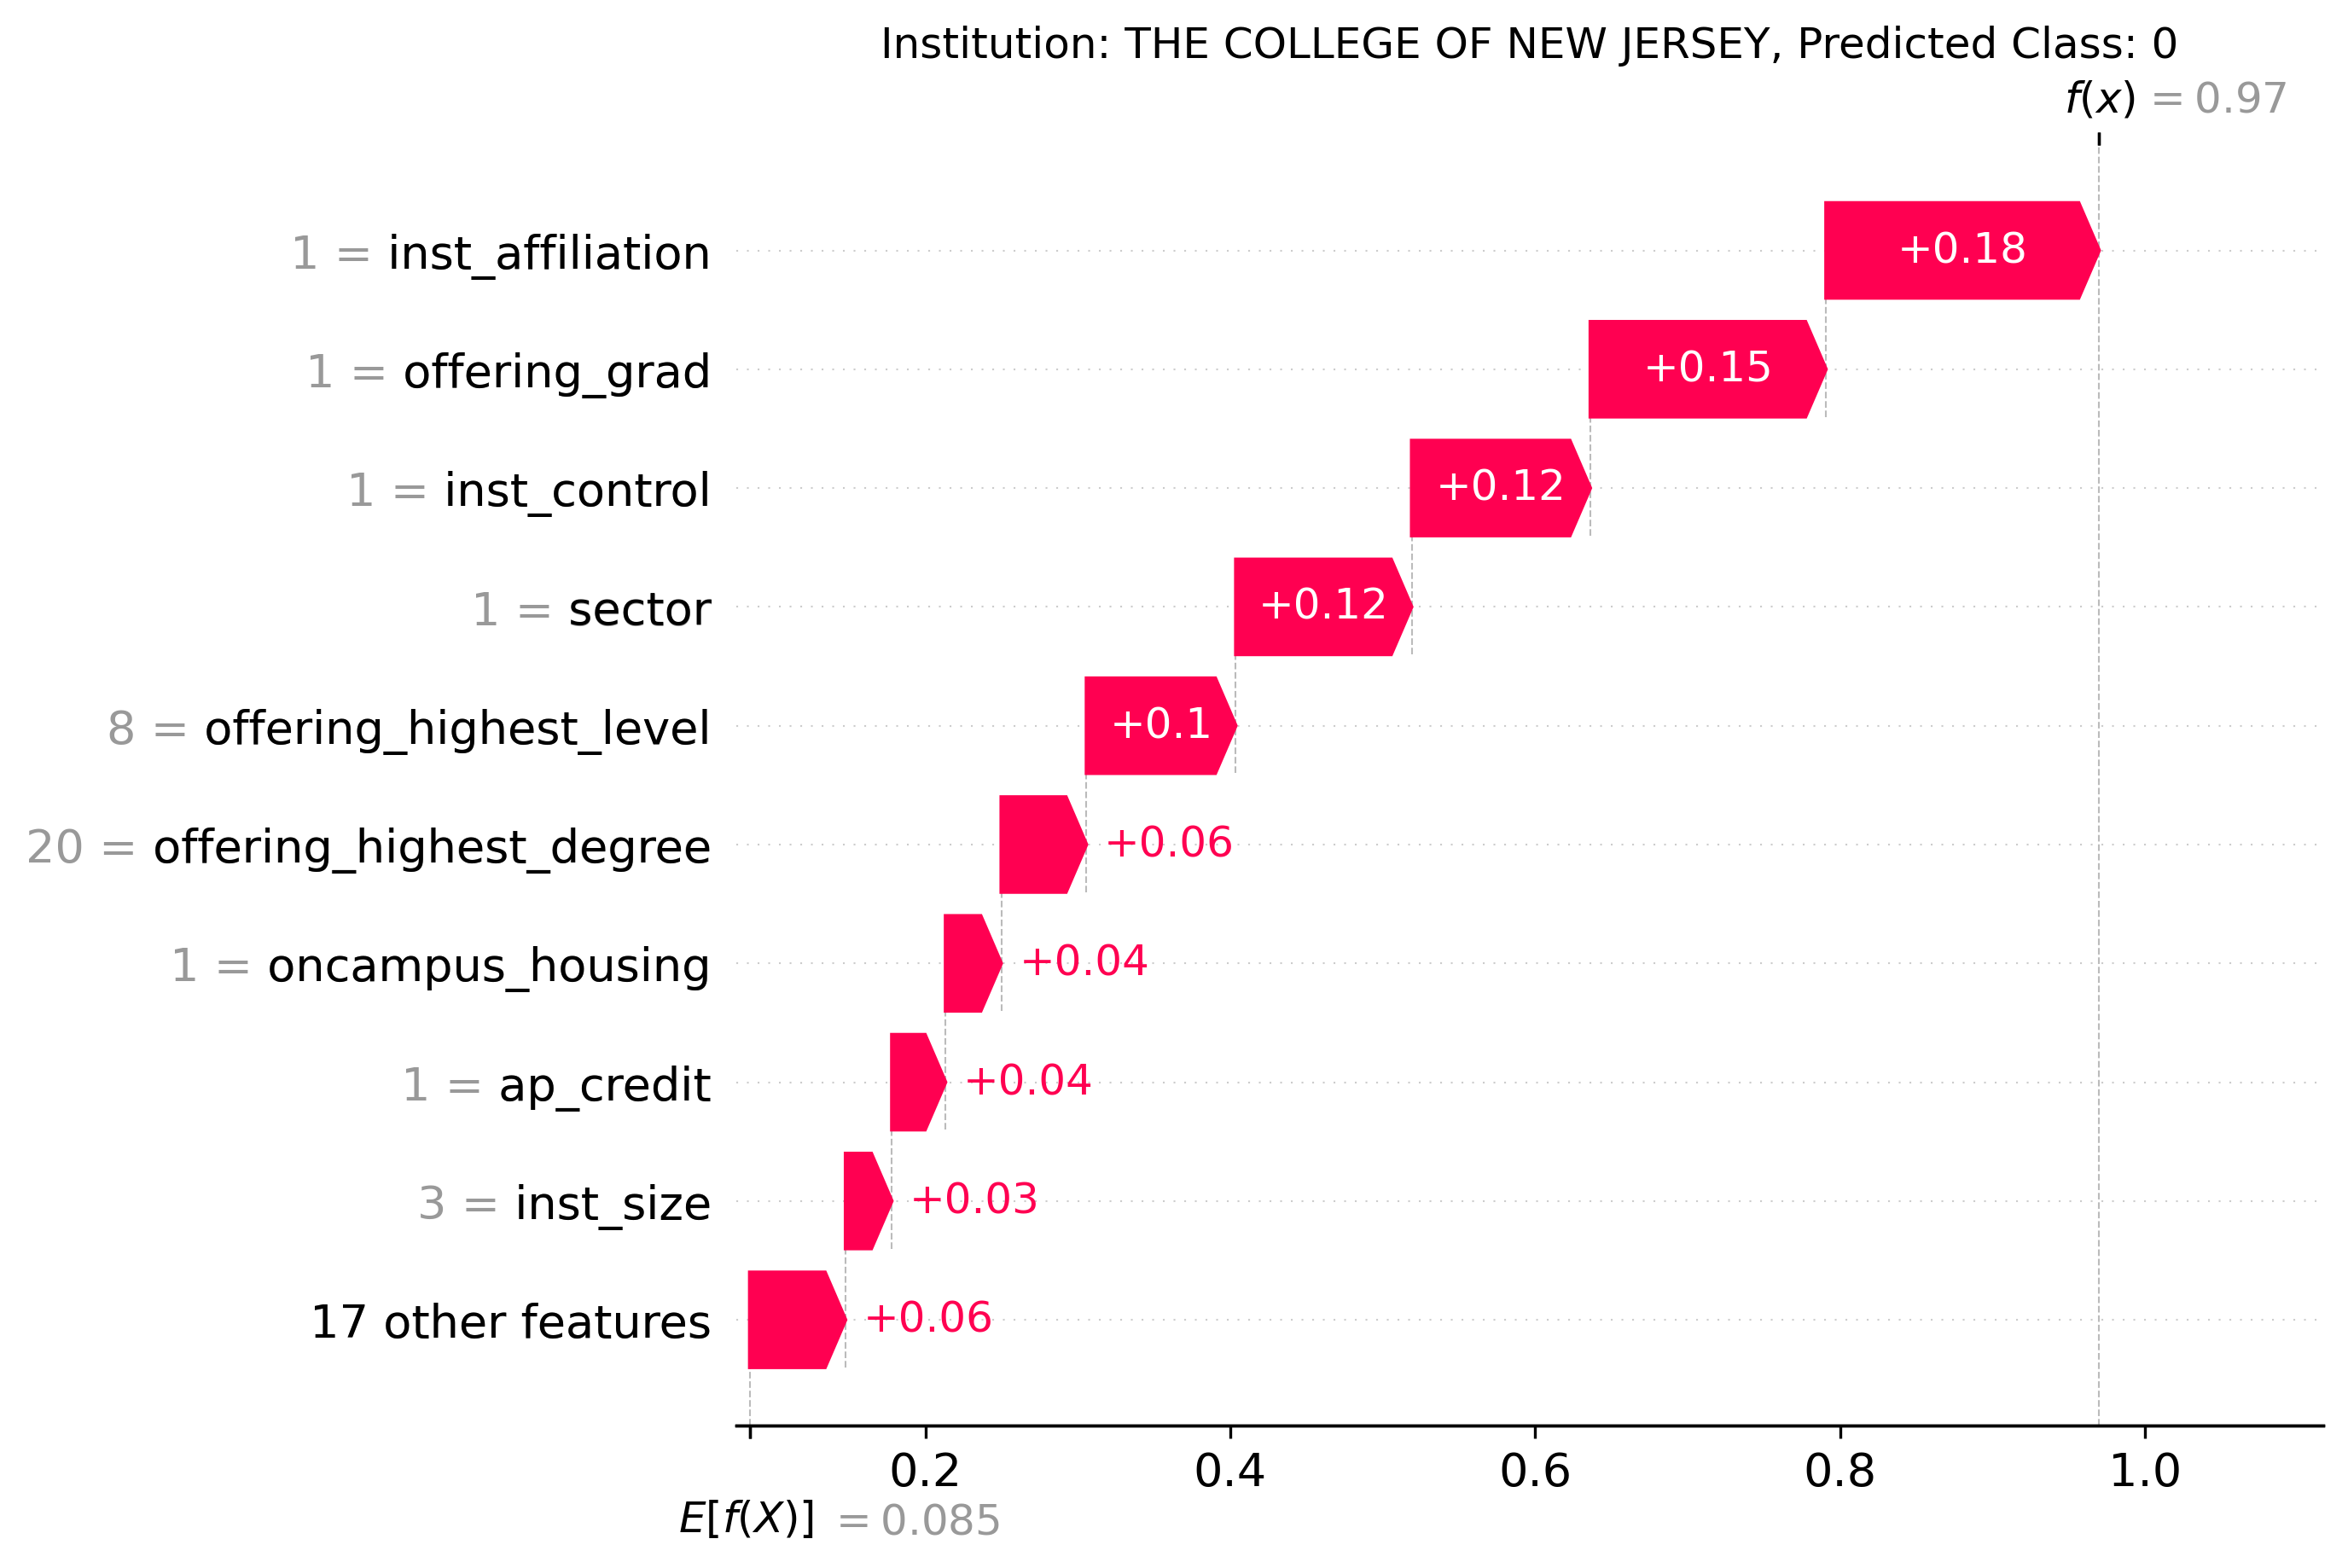 Institution: THE COLLEGE OF NEW JERSEY, Predicted Class: 0
f(x) = 0.97
1 = inst_affiliation +0.18
1 = offering_grad +0.15
1 = inst_control +0.12
1 = sector +0.12
8 = offering_highest_level +0.1
20 = offering_highest_degree +0.06
1 = oncampus_housing +0.04
1 = ap_credit +0.04
3 = inst_size +0.03
17 other features +0.06
0.2 0.4 0.6 0.8 1.0
E[f(X)] = 0.085